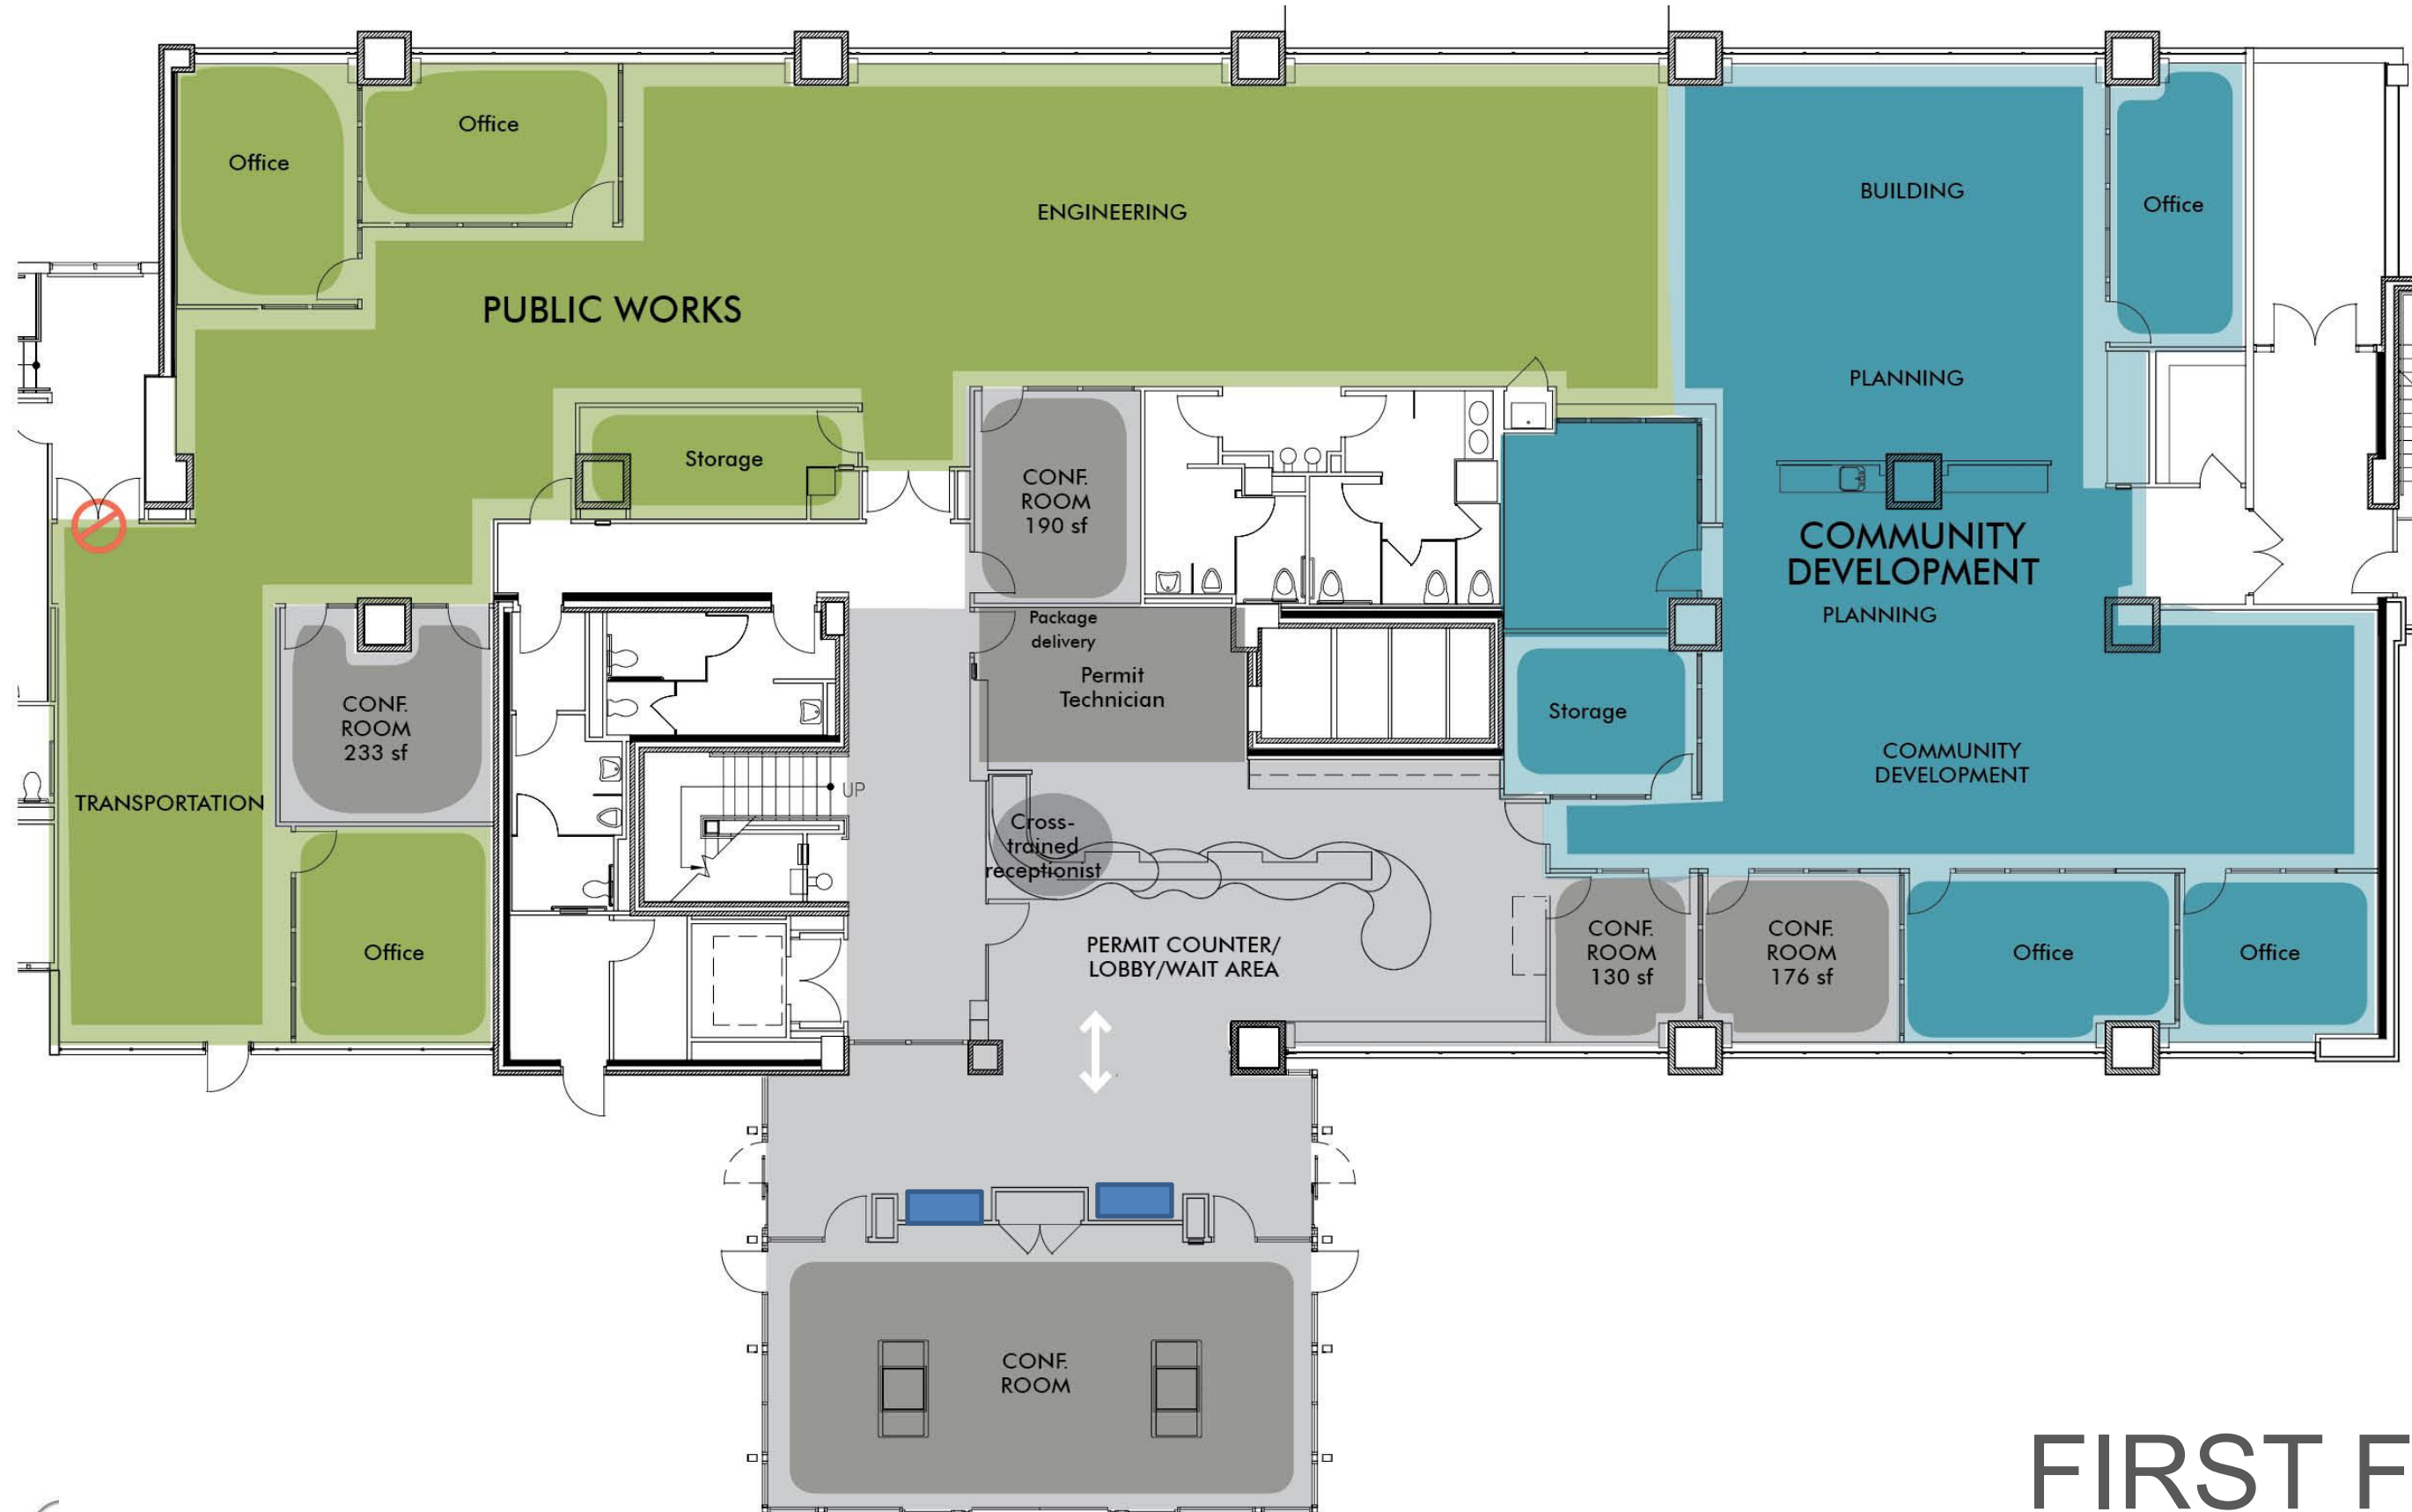 Office
Office
ENGINEERING
BUILDING
Office
PUBLIC WORKS
PLANNING
Storage
CONF.
ROOM
190 sf
COMMUNITY
DEVELOPMENT
PLANNING
Package
delivery
Permit
Technician
CONF.
ROOM
233 sf
Storage
COMMUNITY
DEVELOPMENT
TRANSPORTATION
UP
Cross-
trained
receptionist
Office
PERMIT COUNTER/
LOBBY/WAIT AREA
CONF.
ROOM
130 sf
CONF.
ROOM
176 sf
Office
Office
CONF.
ROOM
FIRST F